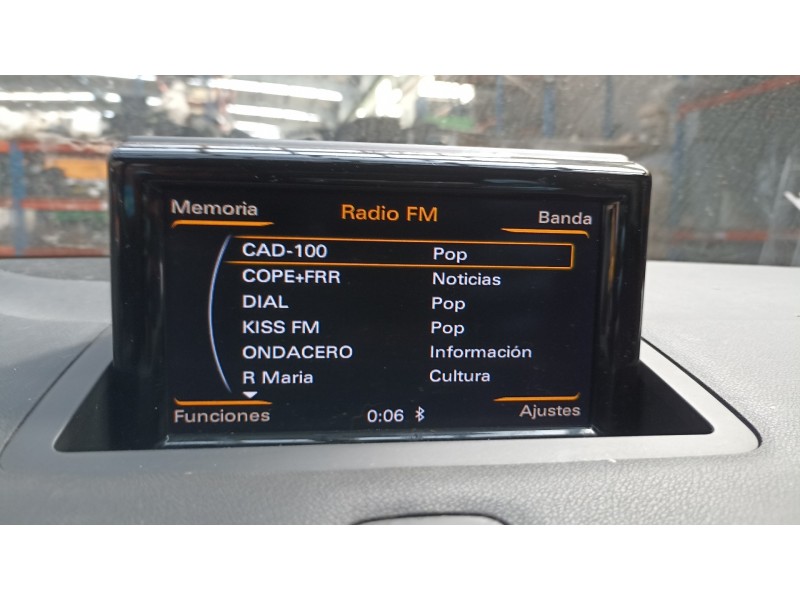 Memoria Radio FM Banda
CAD-100 Pop
COPE+FRR Noticias
DIAL Pop
KISS FM Pop
ONDACERO Información
R Maria Cultura
Funciones 0:06 Ajustes